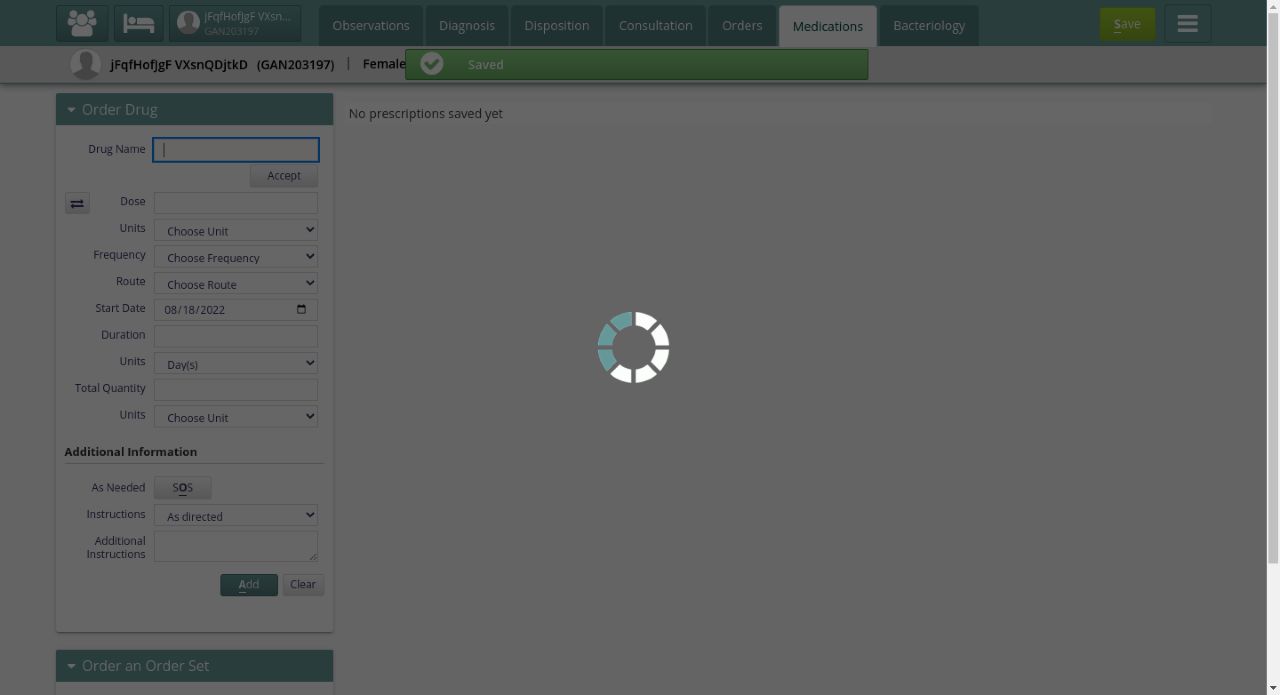 jFqfHofJgF VXsn...
GAN203197
Observations
Diagnosis
Disposition
Consultation
Orders
Medications
Bacteriology
Save
jFqfHofJgF VXsnQDjtkD (GAN203197) | Female
Saved
Order Drug
No prescriptions saved yet
Drug Name
Accept
Dose
Units Choose Unit
Frequency Choose Frequency
Route Choose Route
Start Date 08/18/2022
Duration
Units Day(s)
Total Quantity
Units Choose Unit
Additional Information
As Needed SOS
Instructions As directed
Additional
Instructions
Add Clear
Order an Order Set